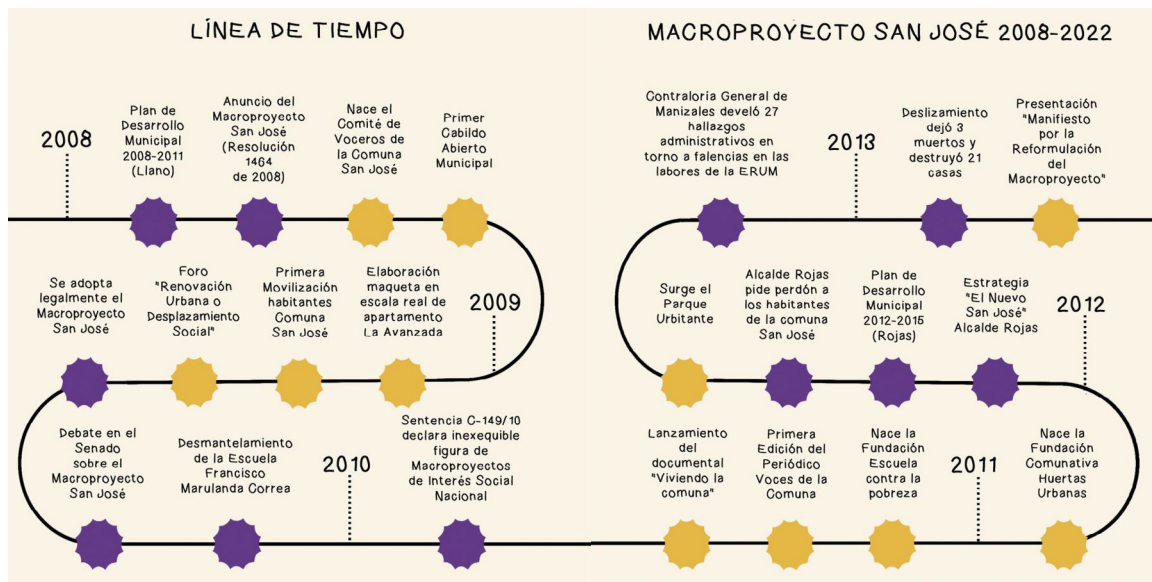 LÍNEA DE TIEMPO
MACROPROYECTO SAN JOSÉ 2008-2022
2008
Plan de
Desarrollo
Municipal
2008-2011
(Llano)
Anuncio del
Macroproyecto
San José
(Resolución
1464
de 2008)
Nace el
Comité de
Voceros de
la Comuna
San José
Primer
Cabildo
Abierto
Municipal
2009
Elaboración
maqueta en
escala real de
apartamento
La Avanzada
Primera
Movilización
habitantes
Comuna
San José
Foro
"Renovación
Urbana o
Desplazamiento
Social"
Se adopta
legalmente el
Macroproyecto
San José
Debate en el
Senado
sobre el
Macroproyecto
San José
Desmantelamiento
de la Escuela
Francisco
Marulanda Correa
2010
Sentencia C-149/10
declara inexequible
figura de
Macroproyectos
de Interés Social
Nacional
Lanzamiento
del
documental
"Viviendo la
comuna"
Primera
Edición del
Periódico
Voces de la
Comuna
Nace la
Fundación
Escuela
contra la
pobreza
2011
Nace la
Fundación
Comunativa
Huertas
Urbanas
2012
Estrategia
"El Nuevo
San José"
Alcalde Rojas
Plan de
Desarrollo
Municipal
2012-2015
(Rojas)
Alcalde Rojas
pide perdón a
los habitantes
de la comuna
San José
Surge el
Parque
Urbitante
Contraloría General de
Manizales develó 27
hallazgos
administrativos en
torno a falencias en las
labores de la ERUM
2013
Deslizamiento
dejó 3
muertos y
destruyó 21
casas
Presentación
"Manifiesto
por la
Reformulación
del
Macroproyecto"